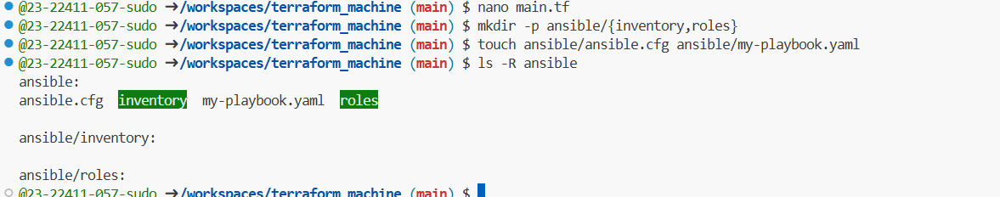 @23-22411-057-sudo ➜/workspaces/terraform_machine (main) $ nano main.tf
@23-22411-057-sudo ➜/workspaces/terraform_machine (main) $ mkdir -p ansible/{inventory,roles}
@23-22411-057-sudo ➜/workspaces/terraform_machine (main) $ touch ansible/ansible.cfg ansible/my-playbook.yaml
@23-22411-057-sudo ➜/workspaces/terraform_machine (main) $ ls -R ansible
ansible:
ansible.cfg inventory my-playbook.yaml roles
ansible/inventory:
ansible/roles:
@23-22411-057-sudo ➜/workspaces/terraform_machine (main) $